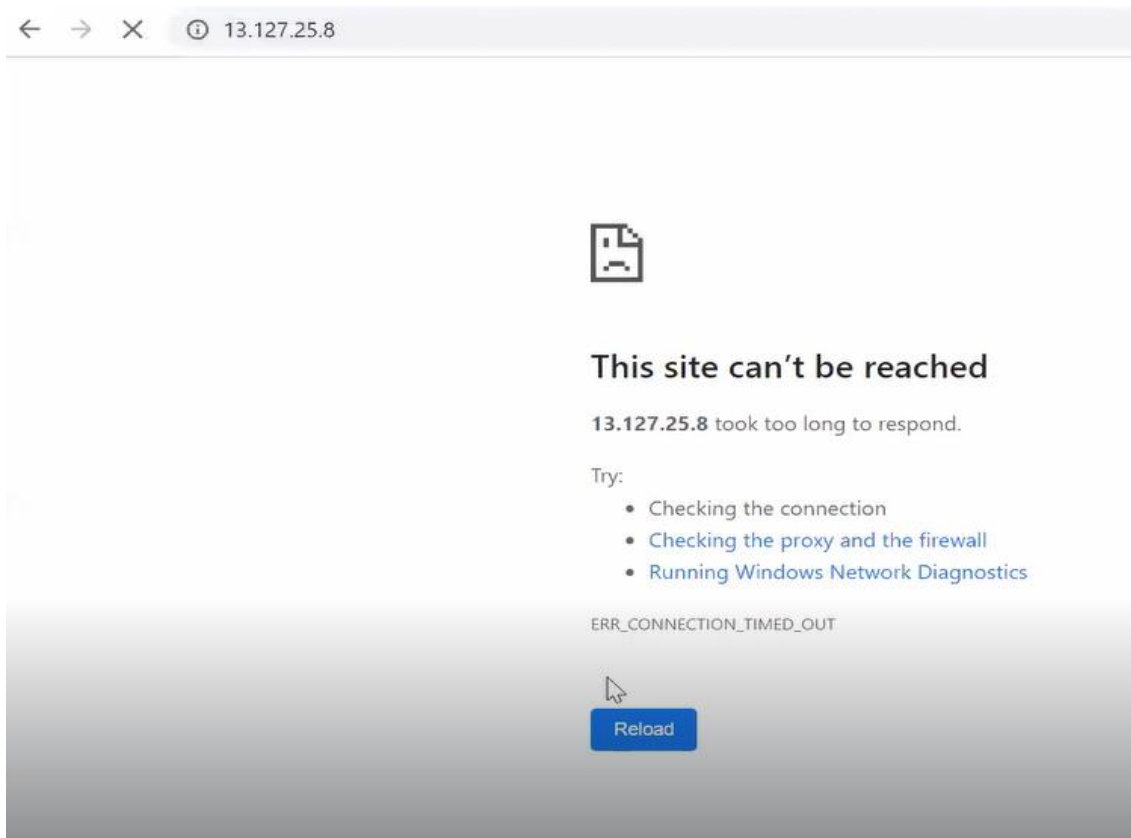 13.127.25.8
This site can’t be reached
13.127.25.8 took too long to respond.
Try:
• Checking the connection
• Checking the proxy and the firewall
• Running Windows Network Diagnostics
ERR_CONNECTION_TIMED_OUT
Reload